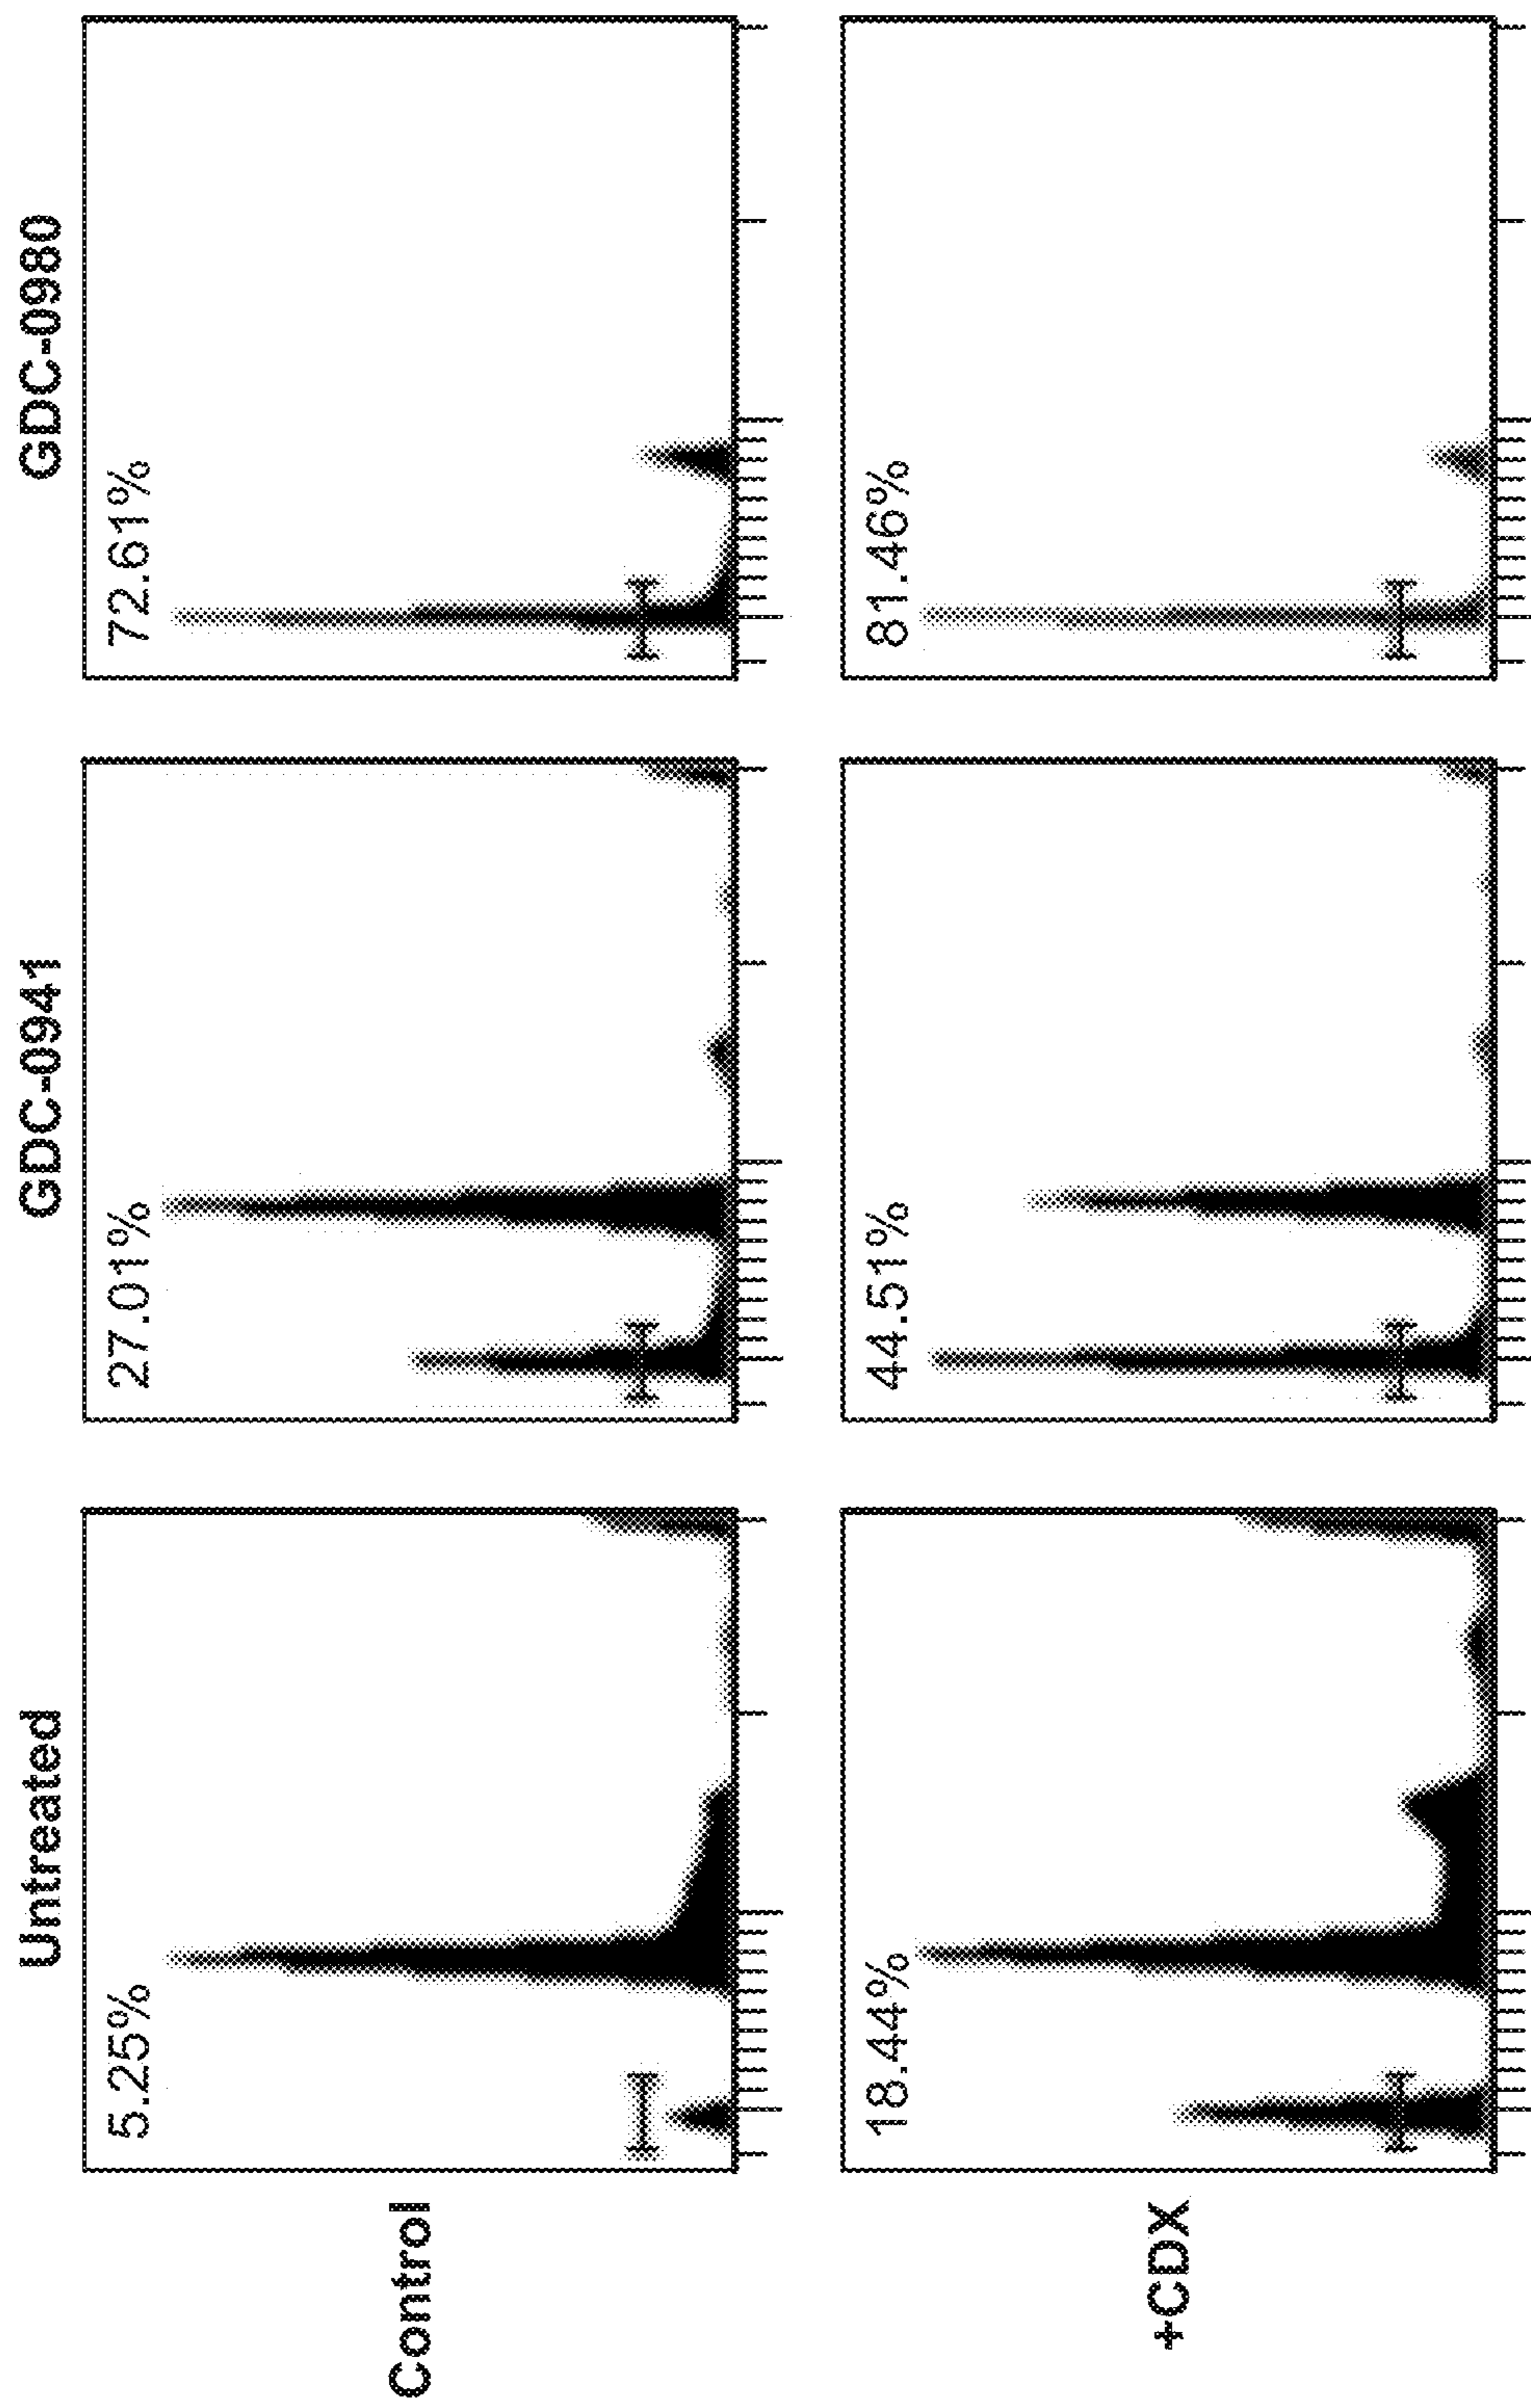 Untreated GDC-0941 GDC-0980
Control 5.25% 27.01% 72.61%
+CDX 18.44% 44.51% 81.46%